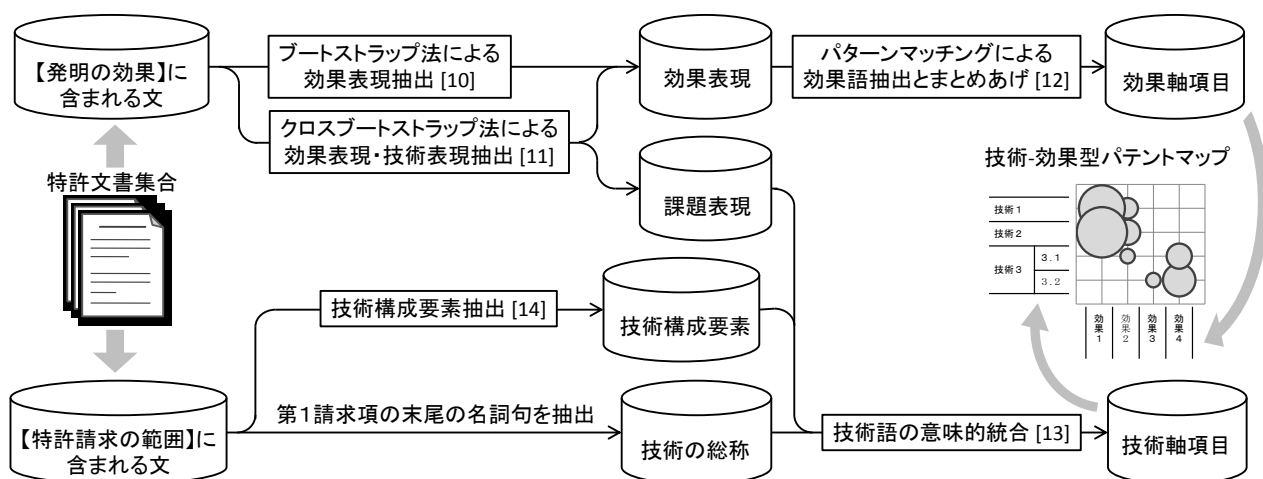 【発明の効果】に
含まれる文
ブートストラップ法による
効果表現抽出 [10]
クロスブートストラップ法による
効果表現・技術表現抽出 [11]
効果表現
パターンマッチングによる
効果語抽出とまとめあげ [12]
効果軸項目
特許文書集合
課題表現
技術-効果型パテントマップ
技術1
技術2
技術3
3.1
3.2
効果1
効果2
効果3
効果4
技術構成要素抽出 [14]
技術構成要素
【特許請求の範囲】に
含まれる文
第1請求項の末尾の名詞句を抽出
技術の総称
技術語の意味的統合 [13]
技術軸項目